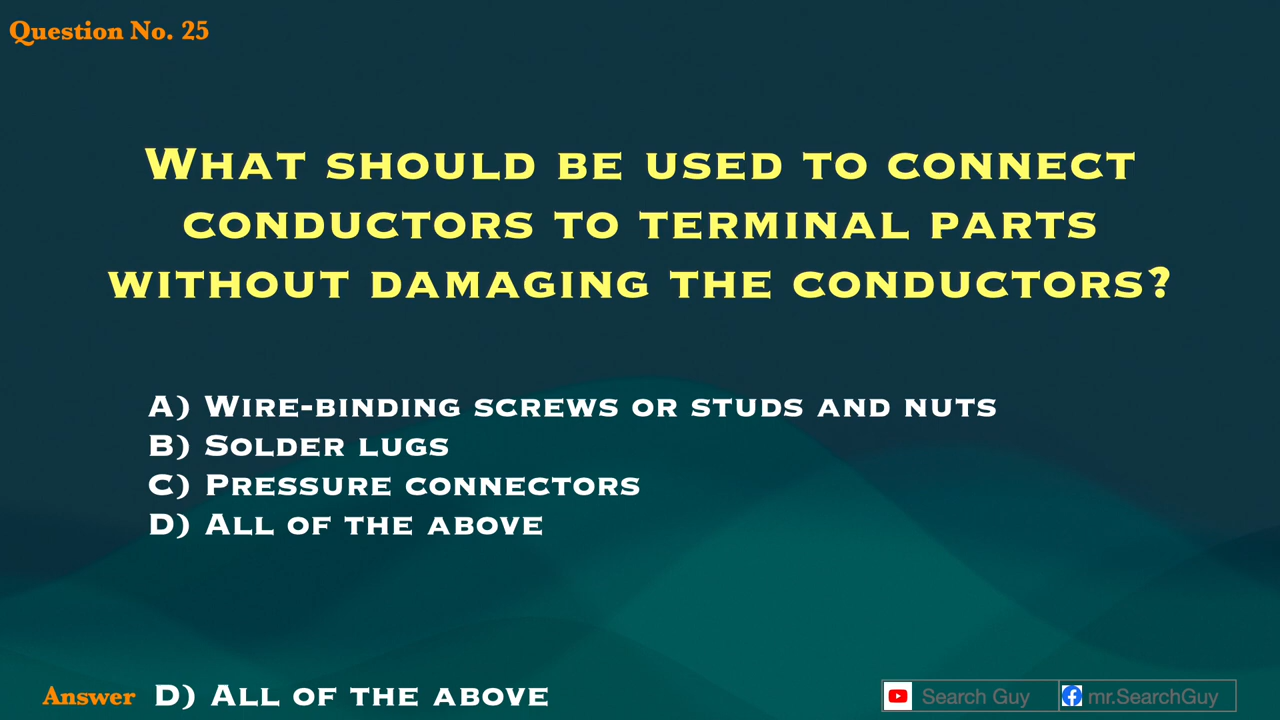 Question No. 25
What should be used to connect
conductors to terminal parts
without damaging the conductors?
A) Wire-binding screws or studs and nuts
B) Solder lugs
C) Pressure connectors
D) All of the above
Answer D) All of the above
Search Guy mr.SearchGuy